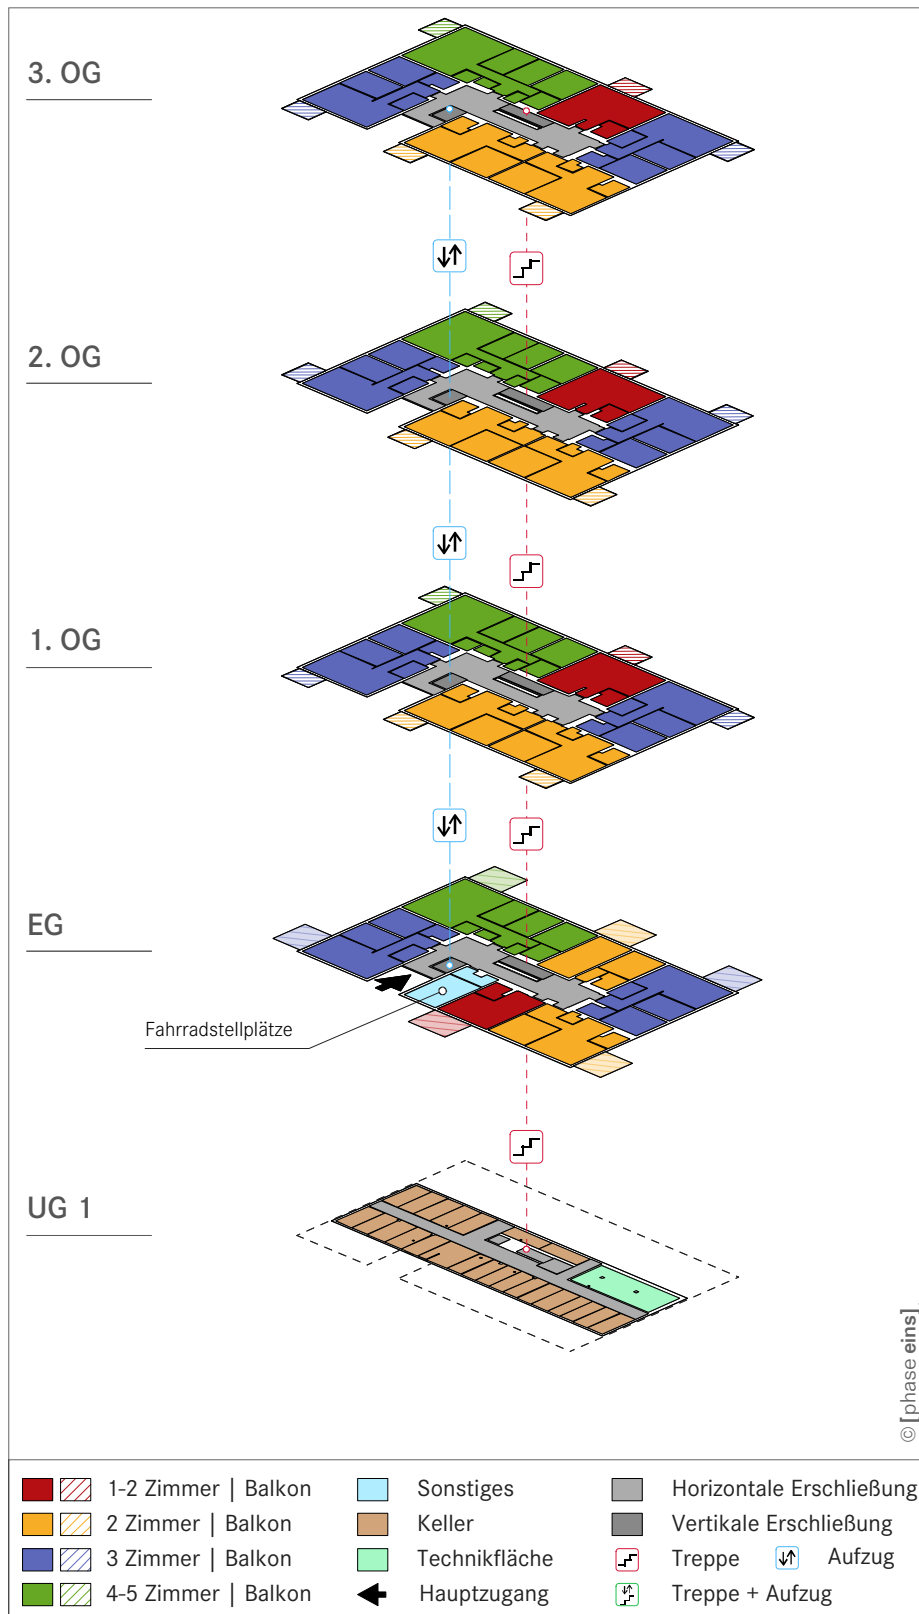 3. OG
2. OG
1. OG
EG
Fahrradstellplätze
UG 1
© [phase eins]
1-2 Zimmer | Balkon
2 Zimmer | Balkon
3 Zimmer | Balkon
4-5 Zimmer | Balkon
Sonstiges
Keller
Technikfläche
Hauptzugang
Horizontale Erschließung
Vertikale Erschließung
Treppe
Aufzug
Treppe + Aufzug